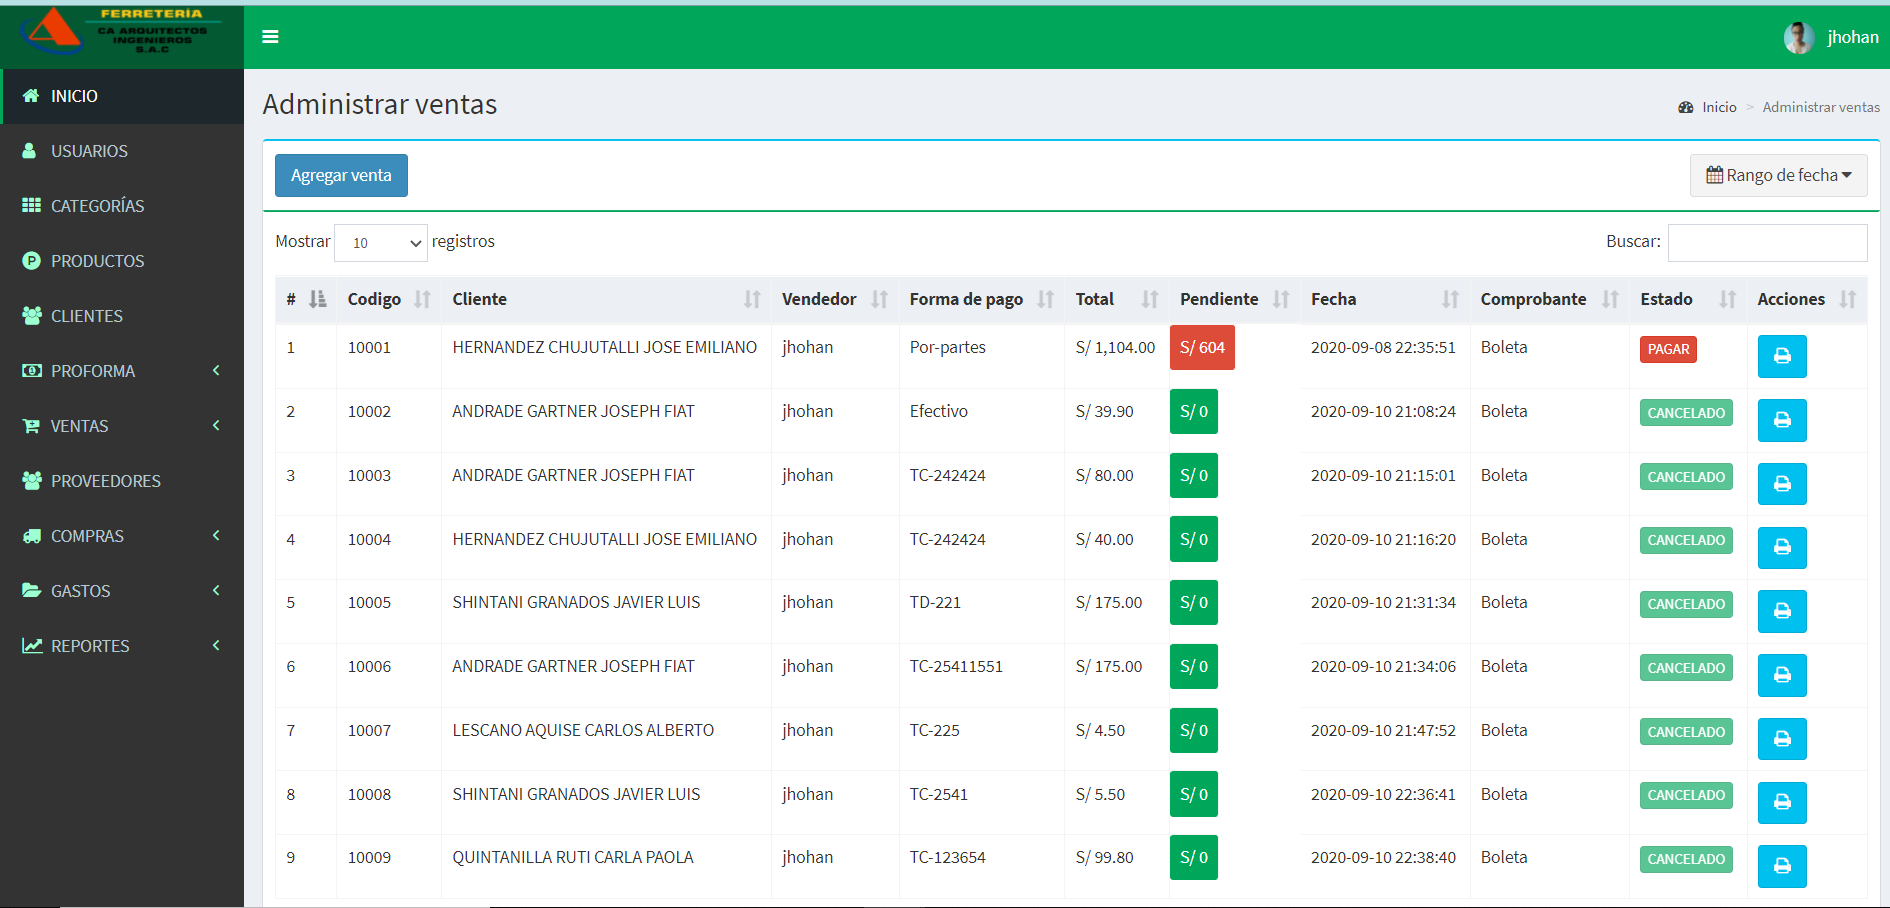 FERRETERÍA
CA ARQUITECTOS
INGENIEROS
S.A.C
jhohan
INICIO
USUARIOS
CATEGORÍAS
PRODUCTOS
CLIENTES
PROFORMA
VENTAS
PROVEEDORES
COMPRAS
GASTOS
REPORTES
Administrar ventas
Inicio > Administrar ventas
Agregar venta
Rango de fecha
Mostrar 10 registros
Buscar:
# Codigo Cliente Vendedor Forma de pago Total Pendiente Fecha Comprobante Estado Acciones
1 10001 HERNANDEZ CHUJUTALLI JOSE EMILIANO jhohan Por-partes S/ 1,104.00 S/ 604 2020-09-08 22:35:51 Boleta PAGAR
2 10002 ANDRADE GARTNER JOSEPH FIAT jhohan Efectivo S/ 39.90 S/ 0 2020-09-10 21:08:24 Boleta CANCELADO
3 10003 ANDRADE GARTNER JOSEPH FIAT jhohan TC-242424 S/ 80.00 S/ 0 2020-09-10 21:15:01 Boleta CANCELADO
4 10004 HERNANDEZ CHUJUTALLI JOSE EMILIANO jhohan TC-242424 S/ 40.00 S/ 0 2020-09-10 21:16:20 Boleta CANCELADO
5 10005 SHINTANI GRANADOS JAVIER LUIS jhohan TD-221 S/ 175.00 S/ 0 2020-09-10 21:31:34 Boleta CANCELADO
6 10006 ANDRADE GARTNER JOSEPH FIAT jhohan TC-25411551 S/ 175.00 S/ 0 2020-09-10 21:34:06 Boleta CANCELADO
7 10007 LESCANO AQUISE CARLOS ALBERTO jhohan TC-225 S/ 4.50 S/ 0 2020-09-10 21:47:52 Boleta CANCELADO
8 10008 SHINTANI GRANADOS JAVIER LUIS jhohan TC-2541 S/ 5.50 S/ 0 2020-09-10 22:36:41 Boleta CANCELADO
9 10009 QUINTANILLA RUTI CARLA PAOLA jhohan TC-123654 S/ 99.80 S/ 0 2020-09-10 22:38:40 Boleta CANCELADO